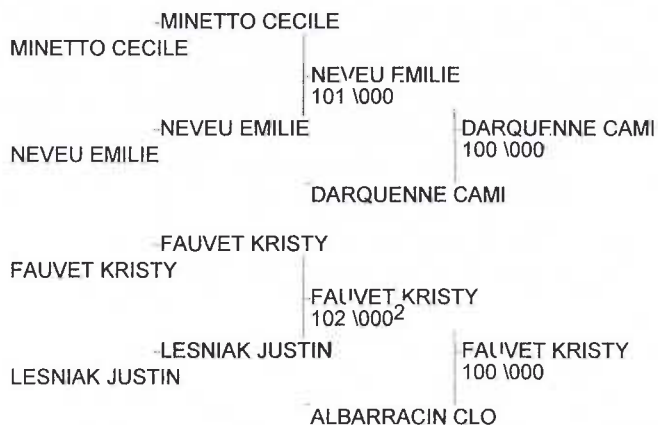 MINETTO CECILE
MINETTO CECILE
NEVEU EMILIE
101 \000
NEVEU EMILIE
DARQUENNE CAMI
NEVEU EMILIE
100 \000
DARQUENNE CAMI
FAUVET KRISTY
FAUVET KRISTY
FAUVET KRISTY
102 \000²
LESNIAK JUSTIN
FAUVET KRISTY
LESNIAK JUSTIN
100 \000
ALBARRACIN CLO